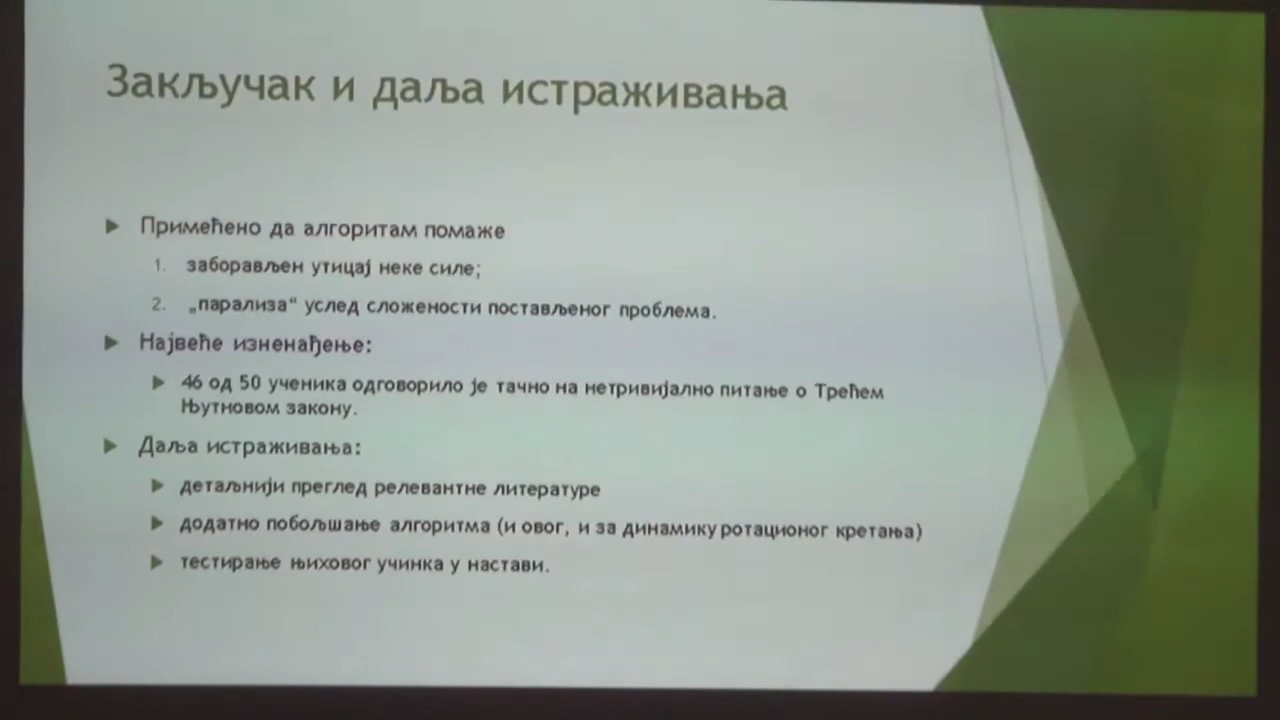 Закључак и даља истраживања
Примећено да алгоритам помаже
1. заборављен утицај неке силе;
2. „парализа“ услед сложености постављеног проблема.
Највеће изненађење:
46 од 50 ученика одговорило је тачно на нетривијално питање о Трећем
Њутновом закону.
Даља истраживања:
детаљнији преглед релевантне литературе
додатно побољшање алгоритма (и овог, и за динамику ротационог кретања)
тестирање њиховог учинка у настави.